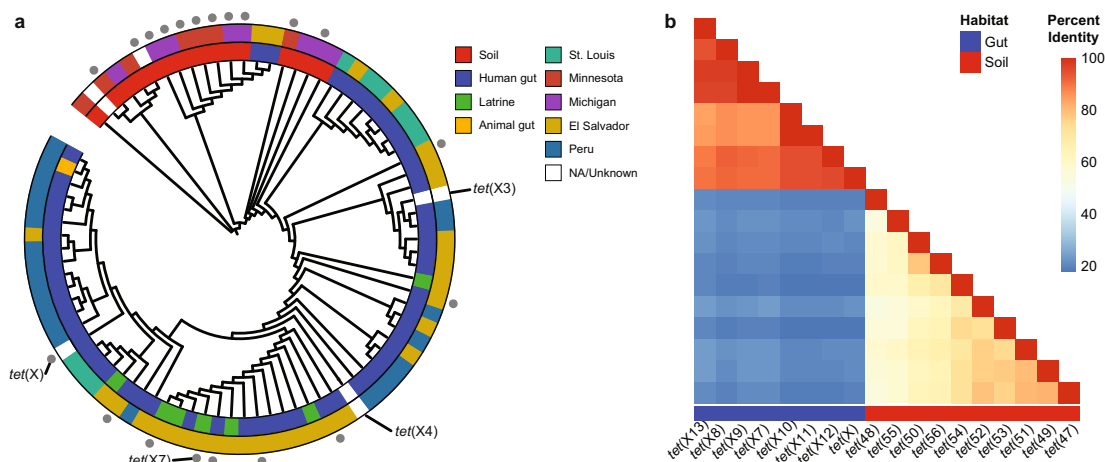 a
Soil
Human gut
Latrine
Animal gut
St. Louis
Minnesota
Michigan
El Salvador
Peru
NA/Unknown
tet(X3)
tet(X4)
tet(X7)
tet(X)
b
Habitat
Gut
Soil
Percent
Identity
100
80
60
40
20
tet(X13)
tet(X8)
tet(X9)
tet(X7)
tet(X10)
tet(X11)
tet(X12)
tet(X)
tet(48)
tet(55)
tet(50)
tet(56)
tet(54)
tet(52)
tet(53)
tet(51)
tet(49)
tet(47)